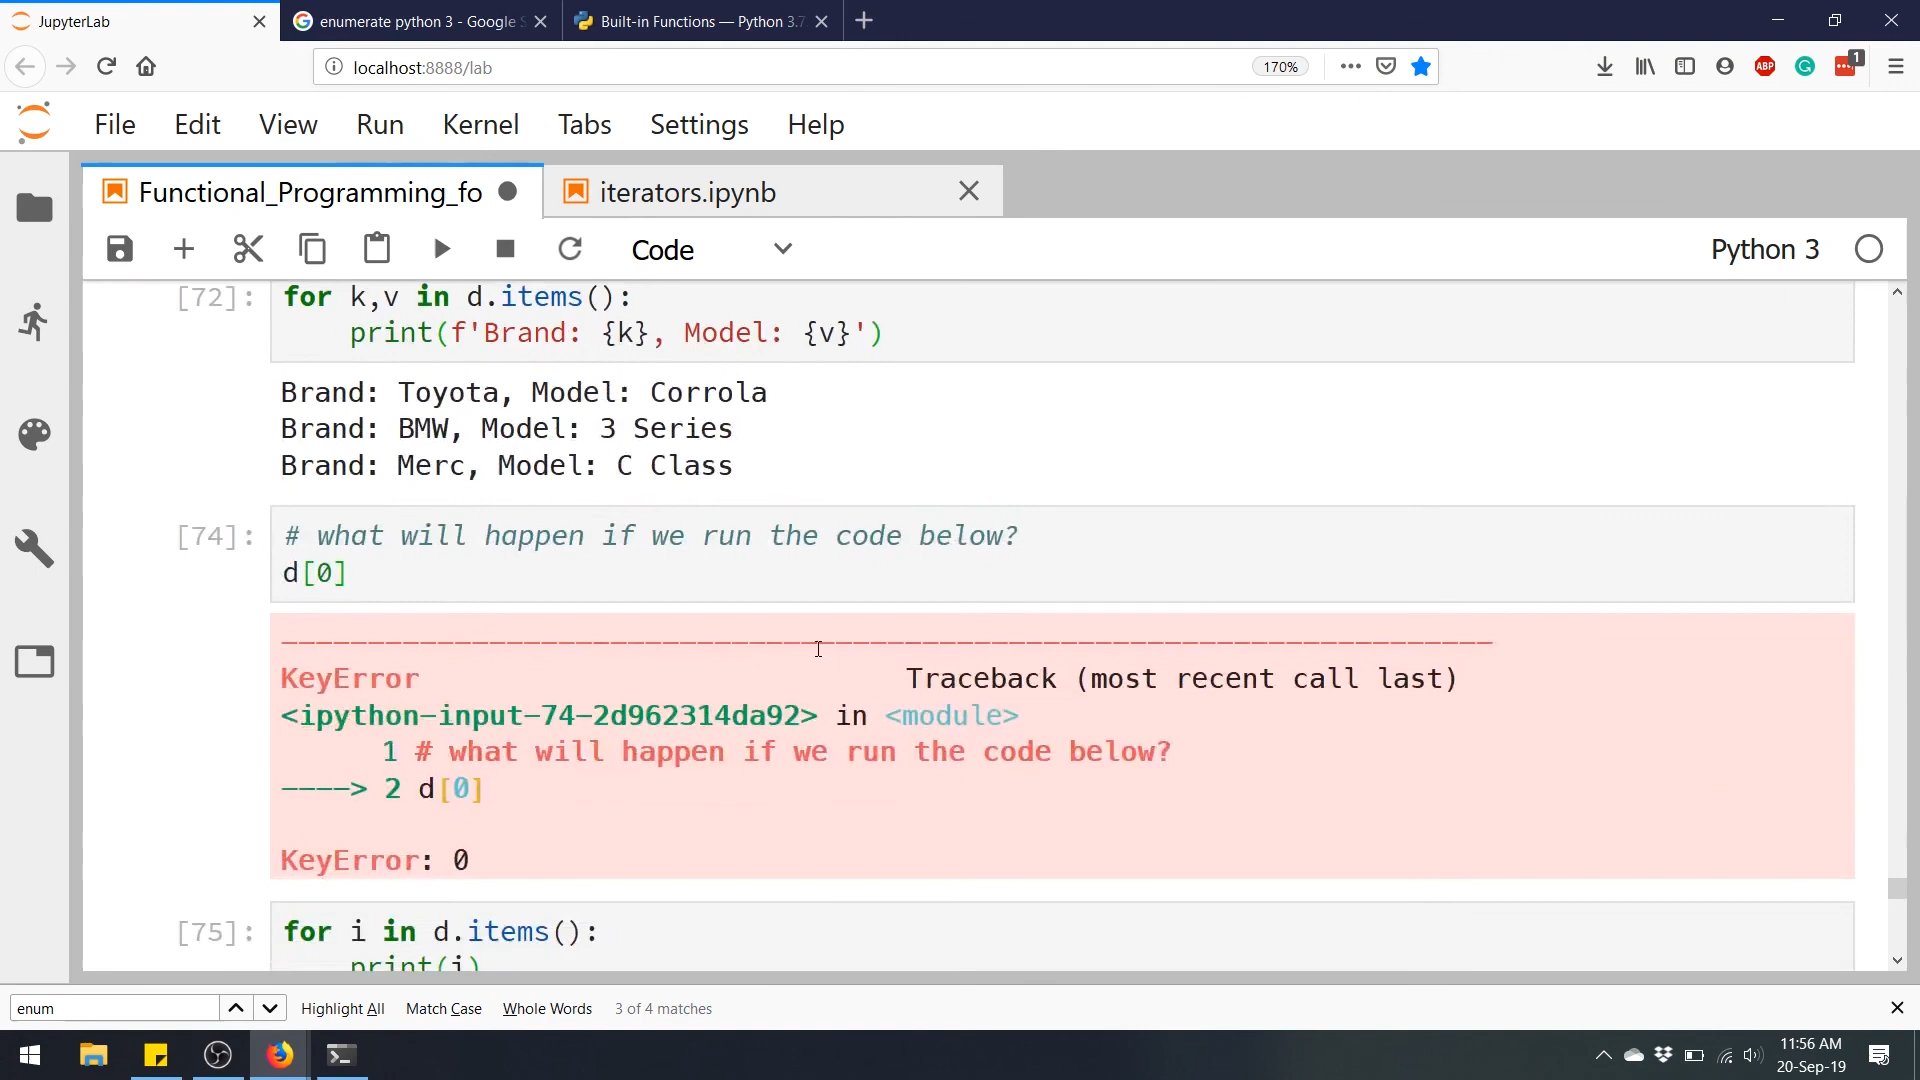 JupyterLab
enumerate python 3 - Google S
Built-in Functions — Python 3.7
localhost:8888/lab
170%
ABP
1
File Edit View Run Kernel Tabs Settings Help
Functional_Programming_fo
iterators.ipynb
Code
Python 3
[72]: for k,v in d.items():
print(f'Brand: {k}, Model: {v}')
Brand: Toyota, Model: Corrola
Brand: BMW, Model: 3 Series
Brand: Merc, Model: C Class
[74]: # what will happen if we run the code below?
d[0]
---------------------------------------------------------------------------
KeyError Traceback (most recent call last)
<ipython-input-74-2d962314da92> in <module>
1 # what will happen if we run the code below?
----> 2 d[0]
KeyError: 0
[75]: for i in d.items():
print(i)
enum
Highlight All Match Case Whole Words 3 of 4 matches
11:56 AM
20-Sep-19